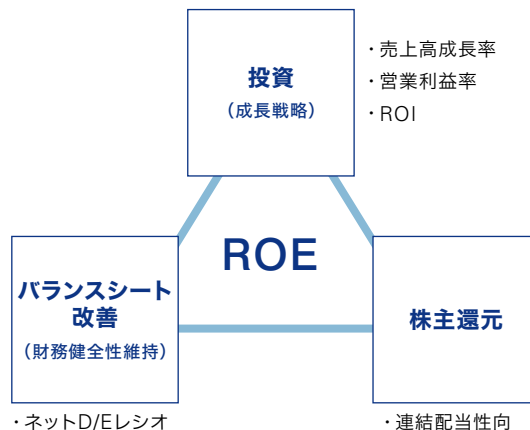 投資
（成長戦略）
・売上高成長率
・営業利益率
・ROI
ROE
バランスシート
改善
（財務健全性維持）
・ネットD/Eレシオ
株主還元
・連結配当性向